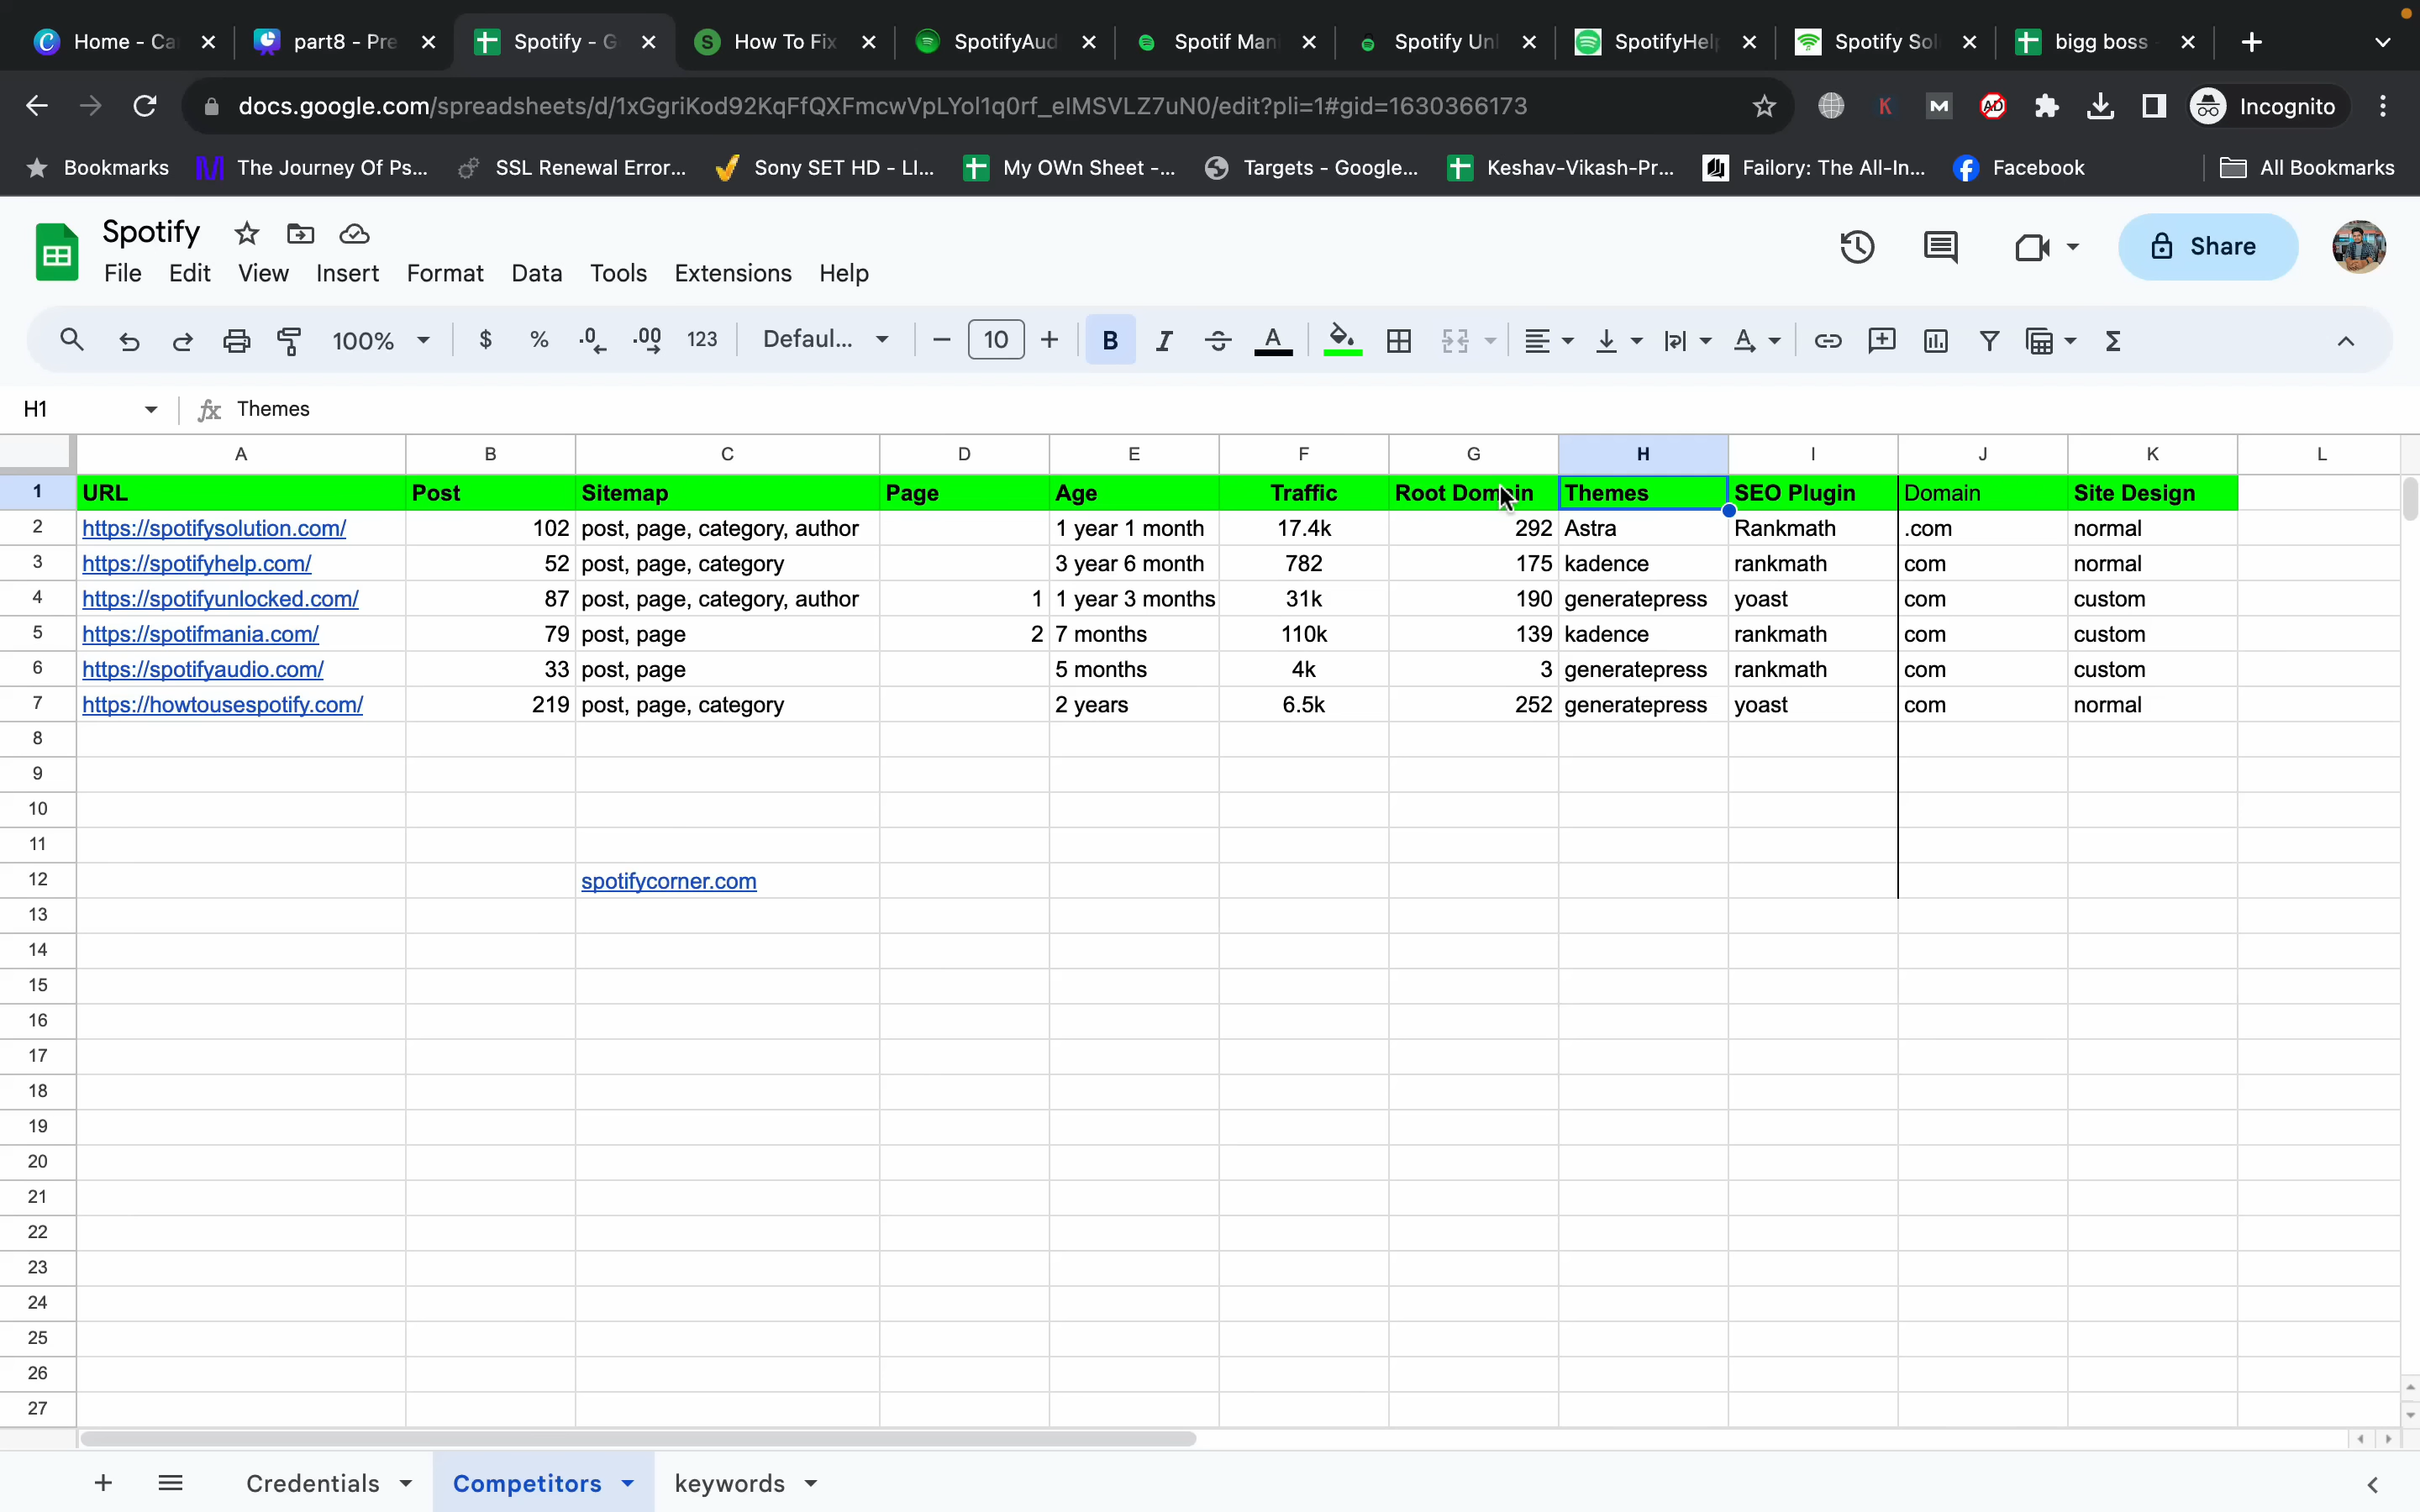 Home - Ca
part8 - Pre
Spotify - G
How To Fix
SpotifyAud
Spotif Man
Spotify Unl
SpotifyHel
Spotify Sol
bigg boss
docs.google.com/spreadsheets/d/1xGgriKod92KqFfQXFmcwVpLYol1q0rf_eIMSVLZ7uN0/edit?pli=1#gid=1630366173
Incognito
Bookmarks
The Journey Of Ps...
SSL Renewal Error...
Sony SET HD - LI...
My OWn Sheet -...
Targets - Google...
Keshav-Vikash-Pr...
Failory: The All-In...
Facebook
All Bookmarks
Spotify
File Edit View Insert Format Data Tools Extensions Help
Share
100% $ % .0 .00 123 Defaul... 10 B I
H1 Themes
A B C D E F G H I J K L
1 URL Post Sitemap Page Age Traffic Root Domain Themes SEO Plugin Domain Site Design
2 https://spotifysolution.com/ 102 post, page, category, author 1 year 1 month 17.4k 292 Astra Rankmath .com normal
3 https://spotifyhelp.com/ 52 post, page, category 3 year 6 month 782 175 kadence rankmath com normal
4 https://spotifyunlocked.com/ 87 post, page, category, author 1 1 year 3 months 31k 190 generatepress yoast com custom
5 https://spotifmania.com/ 79 post, page 2 7 months 110k 139 kadence rankmath com custom
6 https://spotifyaudio.com/ 33 post, page 5 months 4k 3 generatepress rankmath com custom
7 https://howtousespotify.com/ 219 post, page, category 2 years 6.5k 252 generatepress yoast com normal
8
9
10
11
12 spotifycorner.com
13
14
15
16
17
18
19
20
21
22
23
24
25
26
27
Credentials Competitors keywords